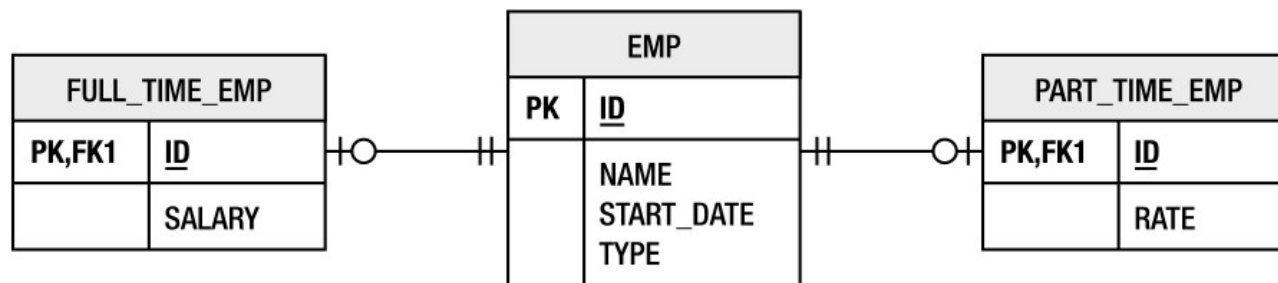 FULL_TIME_EMP
PK,FK1 ID
SALARY
EMP
PK ID
NAME
START_DATE
TYPE
PART_TIME_EMP
PK,FK1 ID
RATE